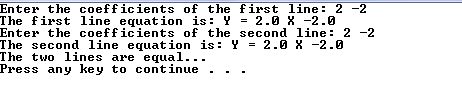 Enter the coefficients of the first line: 2 -2
The first line equation is: Y = 2.0 X -2.0
Enter the coefficients of the second line: 2 -2
The second line equation is: Y = 2.0 X -2.0
The two lines are equal...
Press any key to continue . . .